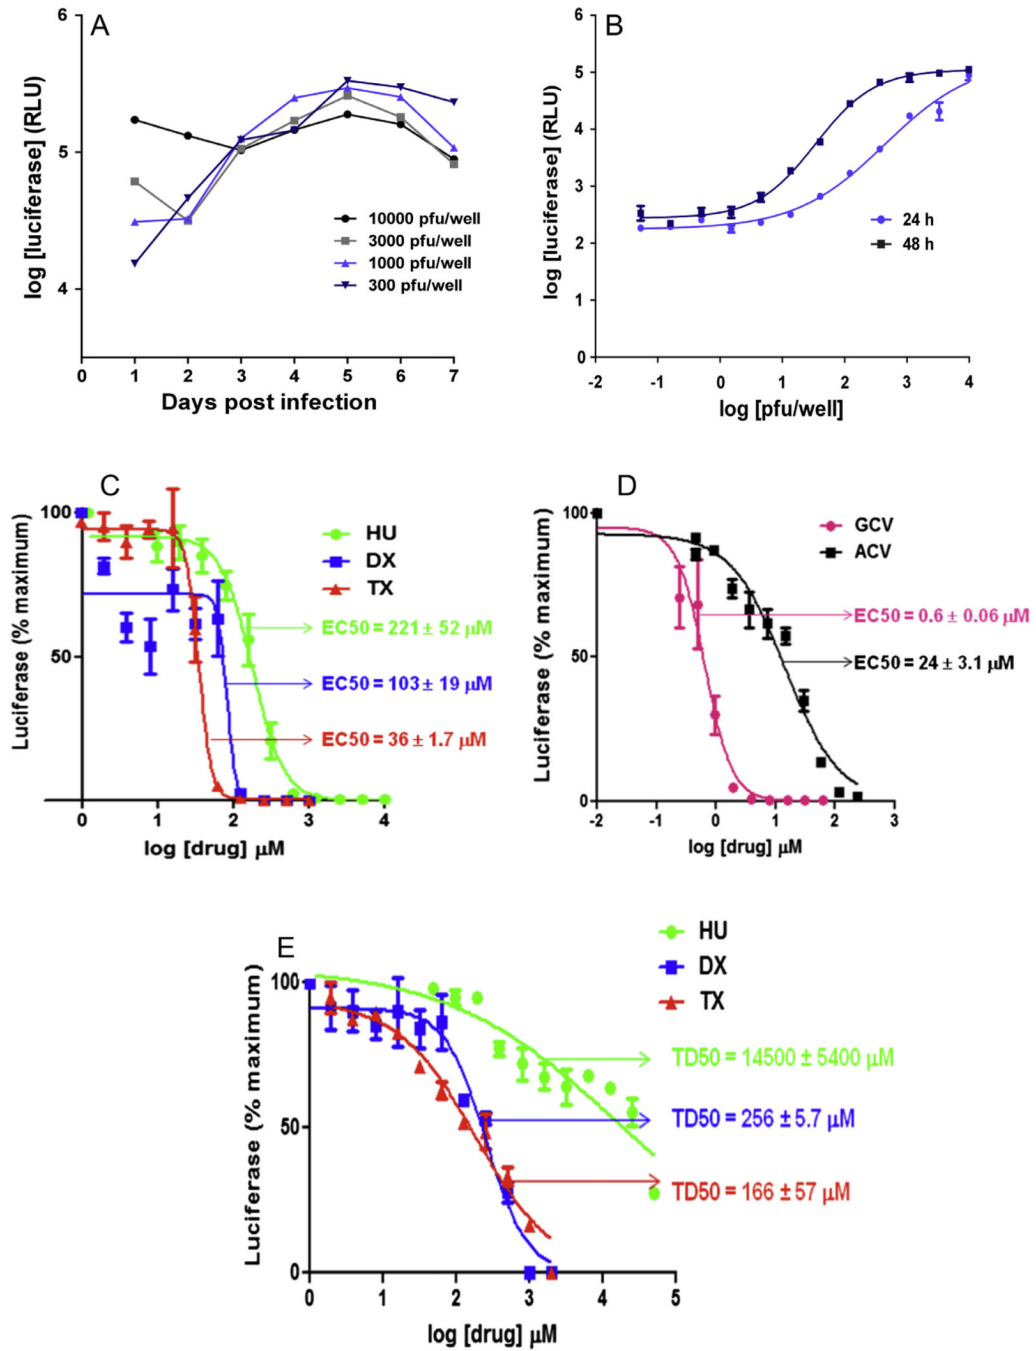 A
6
5
4
log [luciferase] (RLU)
10000 pfu/well
3000 pfu/well
1000 pfu/well
300 pfu/well
0 1 2 3 4 5 6 7
Days post infection
B
6
5
4
3
2
1
0
log [luciferase] (RLU)
24 h
48 h
-2 -1 0 1 2 3 4
log [pfu/well]
C
100
50
Luciferase (% maximum)
HU
DX
TX
EC50 = 221 ± 52 µM
EC50 = 103 ± 19 µM
EC50 = 36 ± 1.7 µM
0 1 2 3 4
log [drug] µM
D
100
50
0
Luciferase (% maximum)
GCV
ACV
EC50 = 0.6 ± 0.06 µM
EC50 = 24 ± 3.1 µM
-2 -1 0 1 2 3
log [drug] µM
E
100
50
0
Luciferase (% maximum)
HU
DX
TX
TD50 = 14500 ± 5400 µM
TD50 = 256 ± 5.7 µM
TD50 = 166 ± 57 µM
0 1 2 3 4 5
log [drug] µM